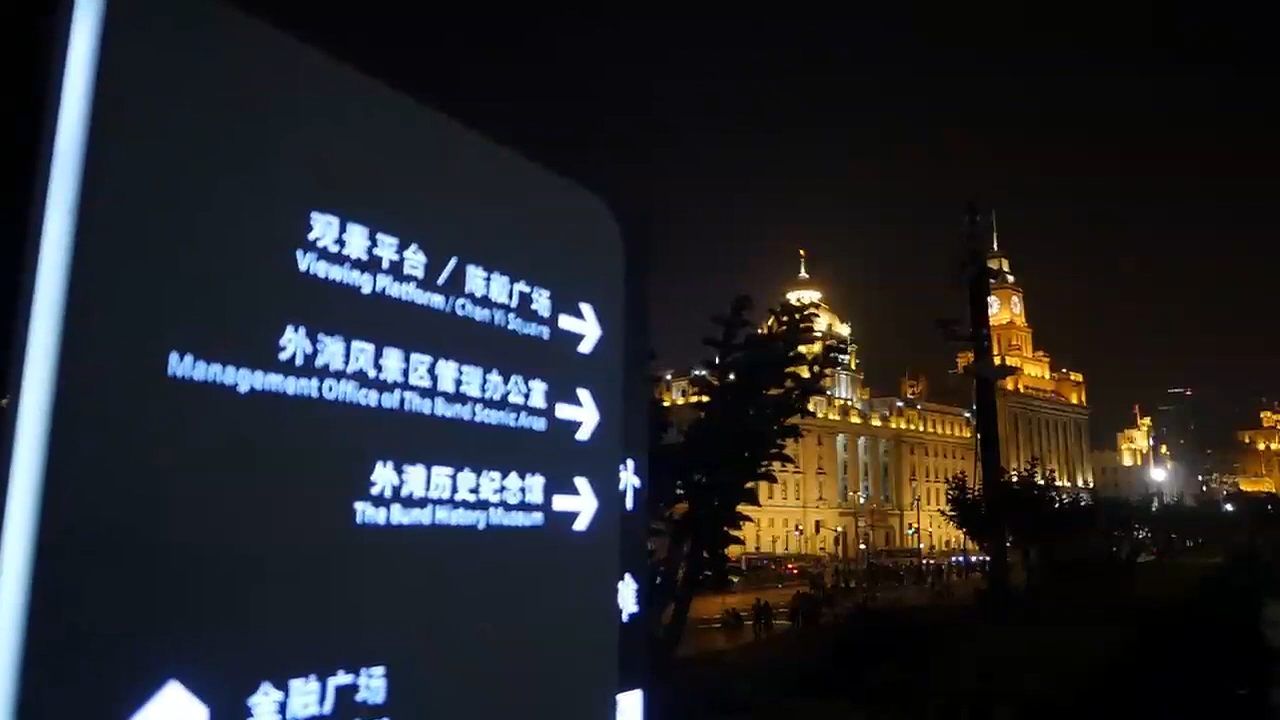 观景平台 / 陈毅广场
Viewing Platform / Chen Yi Square
外滩风景区管理办公室
Management Office of The Bund Scenic Area
外滩历史纪念馆
The Bund History Museum
金融广场
外
滩